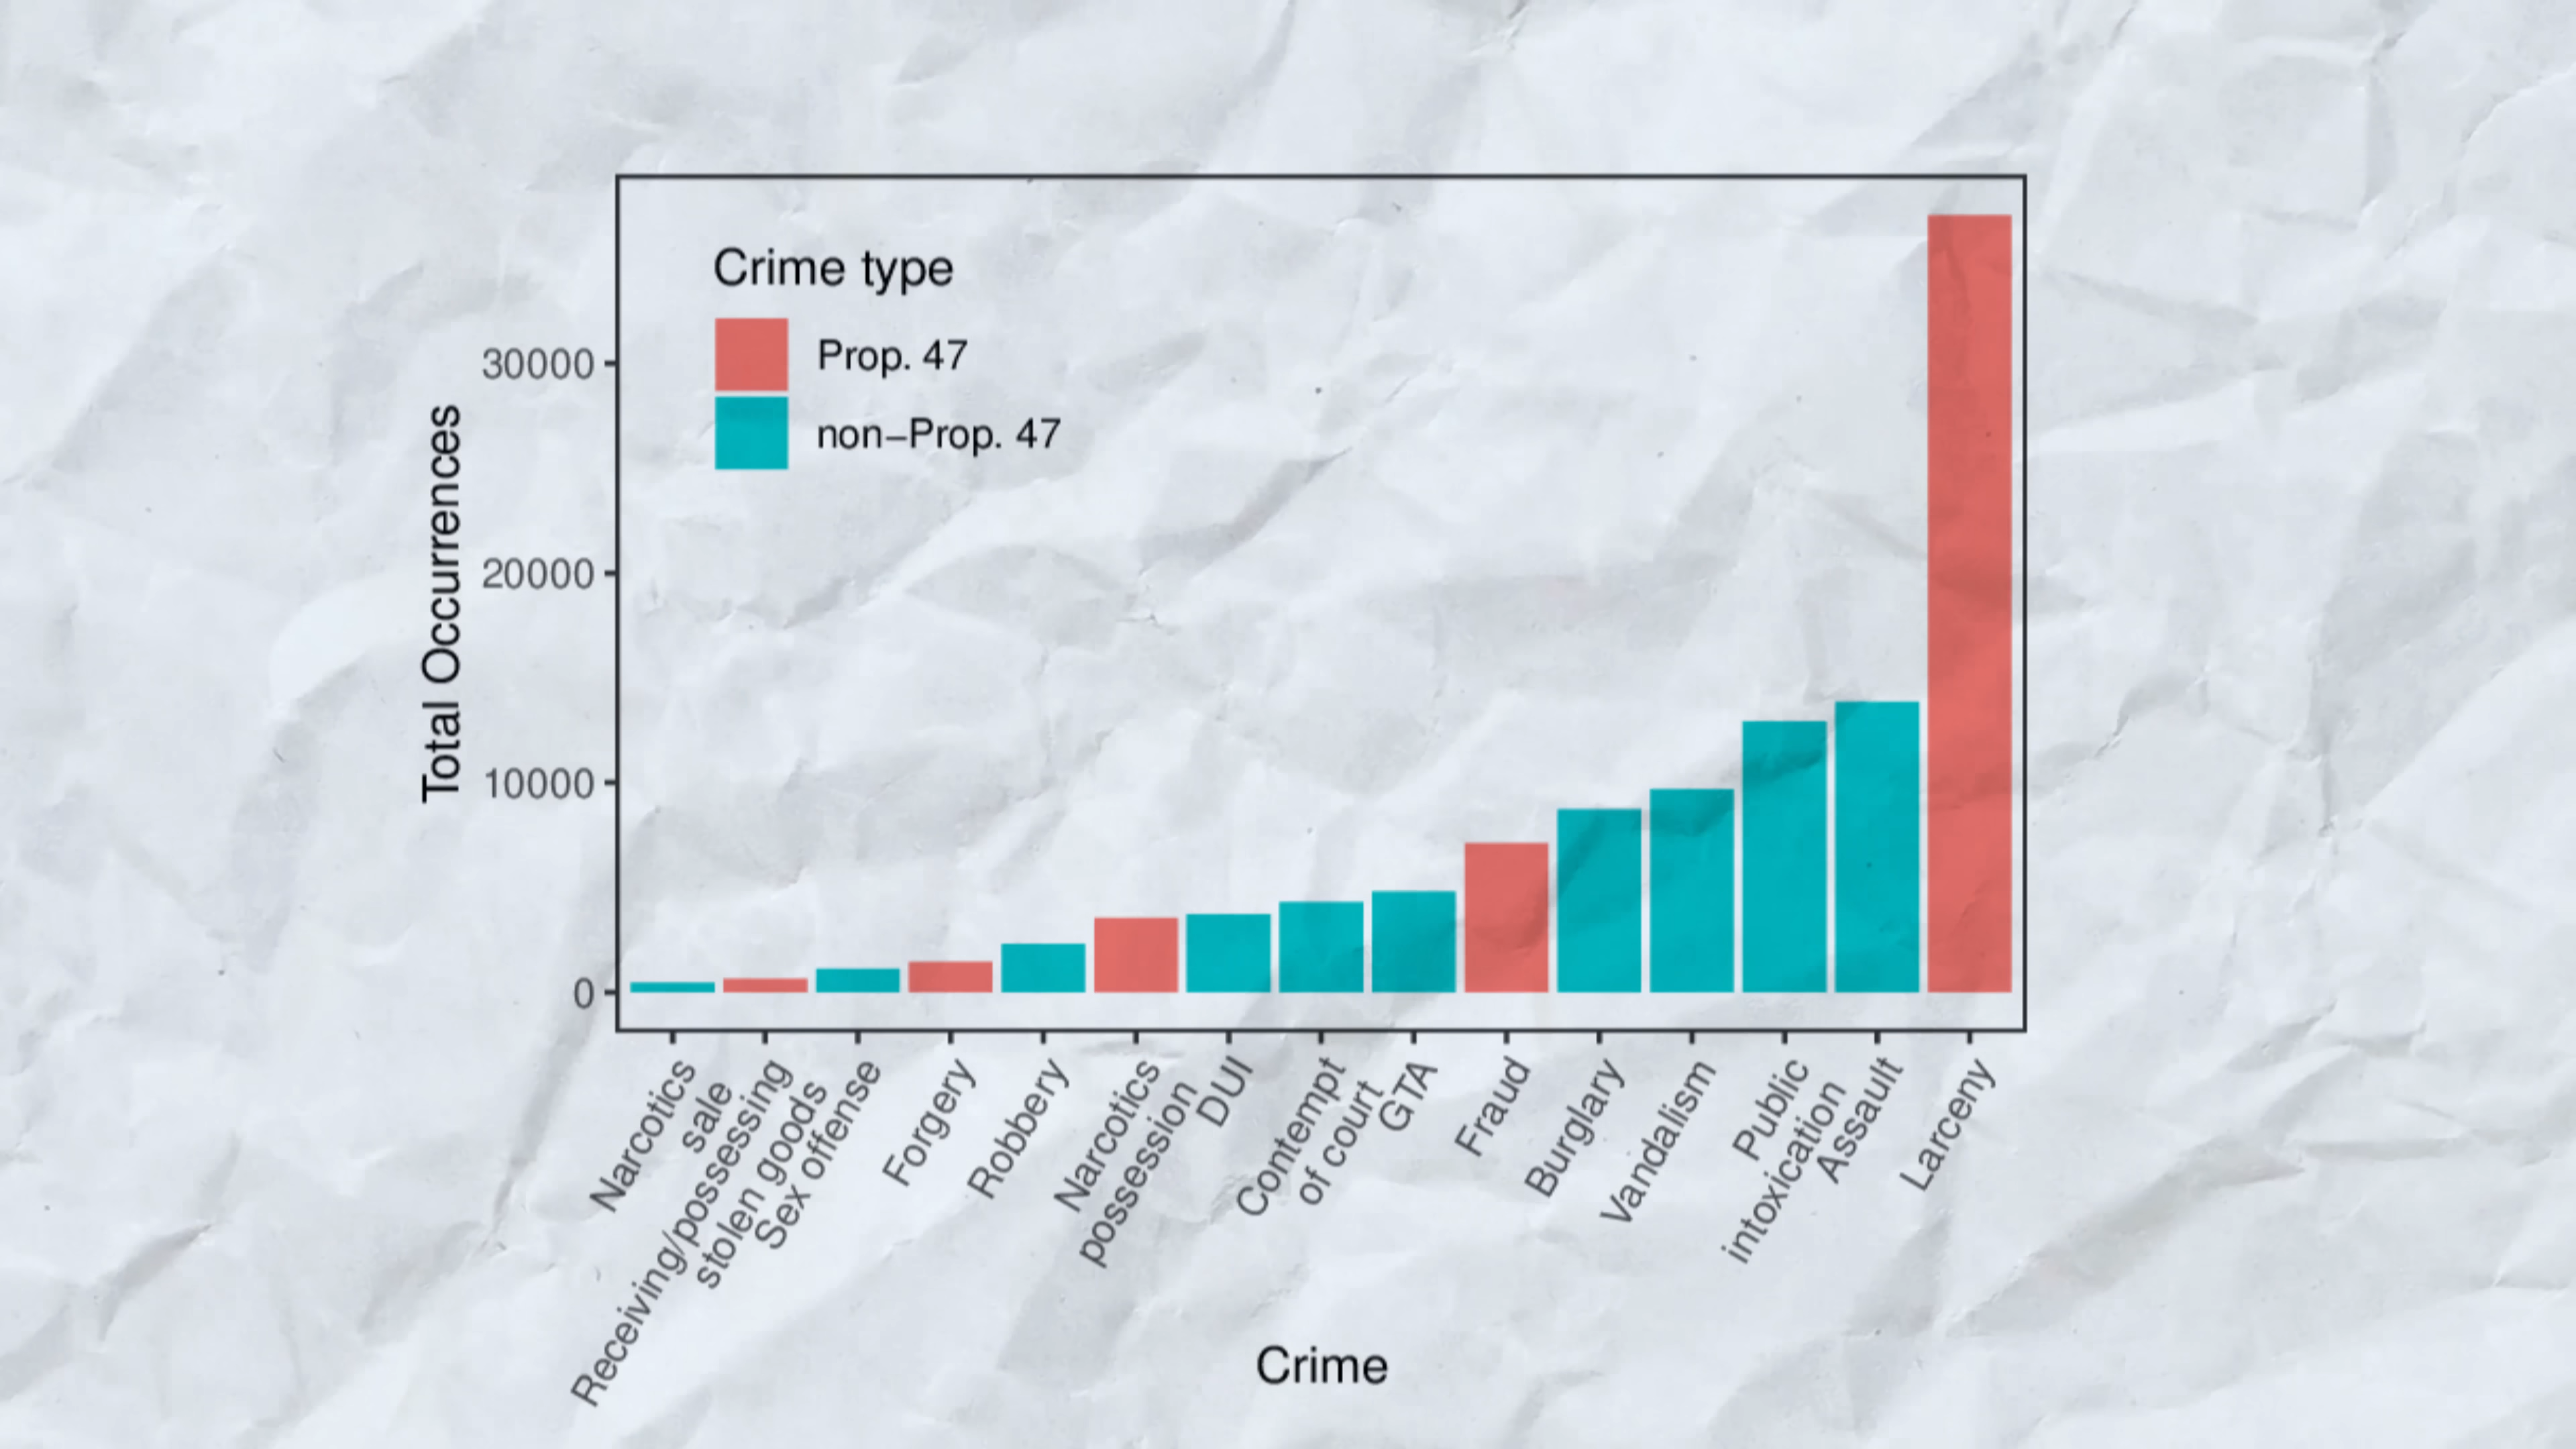 Crime type
Prop. 47
non−Prop. 47
Total Occurrences
30000
20000
10000
0
Narcotics
sale
Receiving/possessing
stolen goods
Sex offense
Forgery
Robbery
Narcotics
possession
DUI
Contempt
of court
GTA
Fraud
Burglary
Vandalism
Public
intoxication
Assault
Larceny
Crime